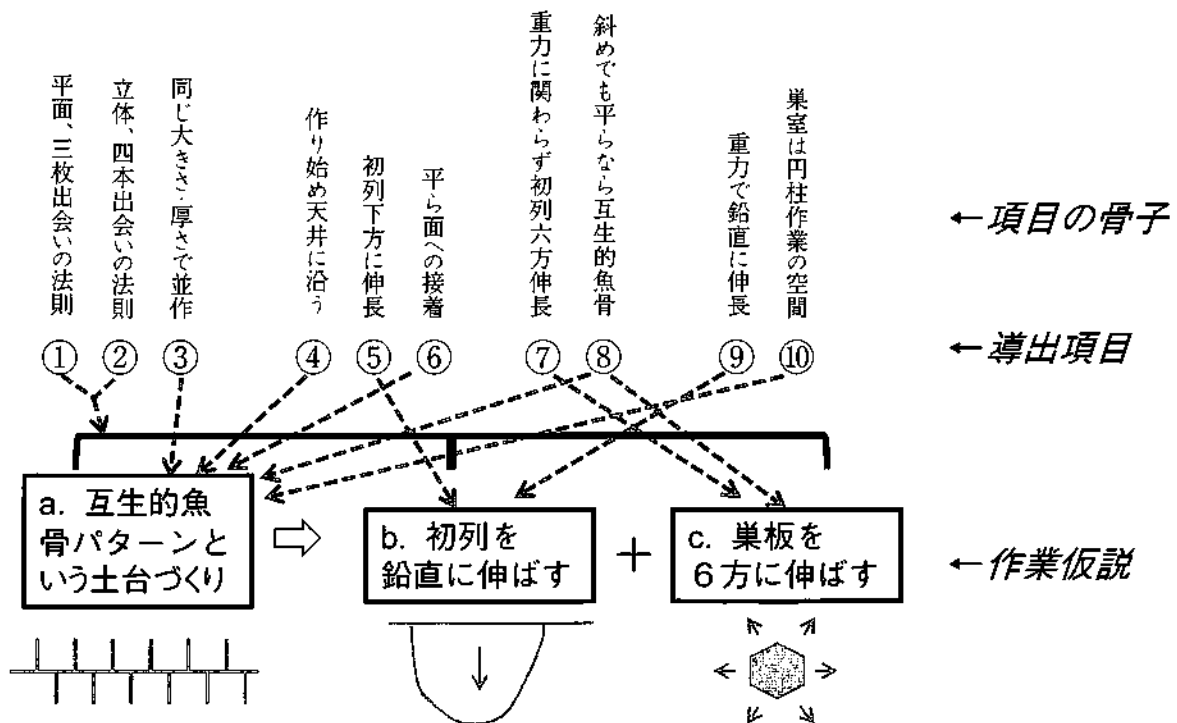 平面、三枚出会いの法則
立体、四本出会いの法則
同じ大きさ・厚さで並作
作り始め天井に沿う
初列下方に伸長
平ら面への接着
重力に関わらず初列六方伸長
斜めでも平らなら互生的魚骨
重力で鉛直に伸長
巣室は円柱作業の空間
←項目の骨子
① ② ③ ④ ⑤ ⑥ ⑦ ⑧ ⑨ ⑩
←導出項目
a. 互生的魚
骨パターンと
いう土台づくり
⇨
b. 初列を
鉛直に伸ばす
+
c. 巣板を
6方に伸ばす
←作業仮説